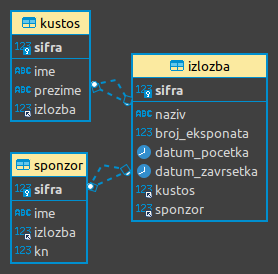 kustos
123 sifra
ABC ime
ABC prezime
123 izlozba
izlozba
123 sifra
ABC naziv
123 broj_eksponata
datum_pocetka
datum_zavrsetka
123 kustos
123 sponzor
sponzor
123 sifra
ABC ime
123 izlozba
123 kn